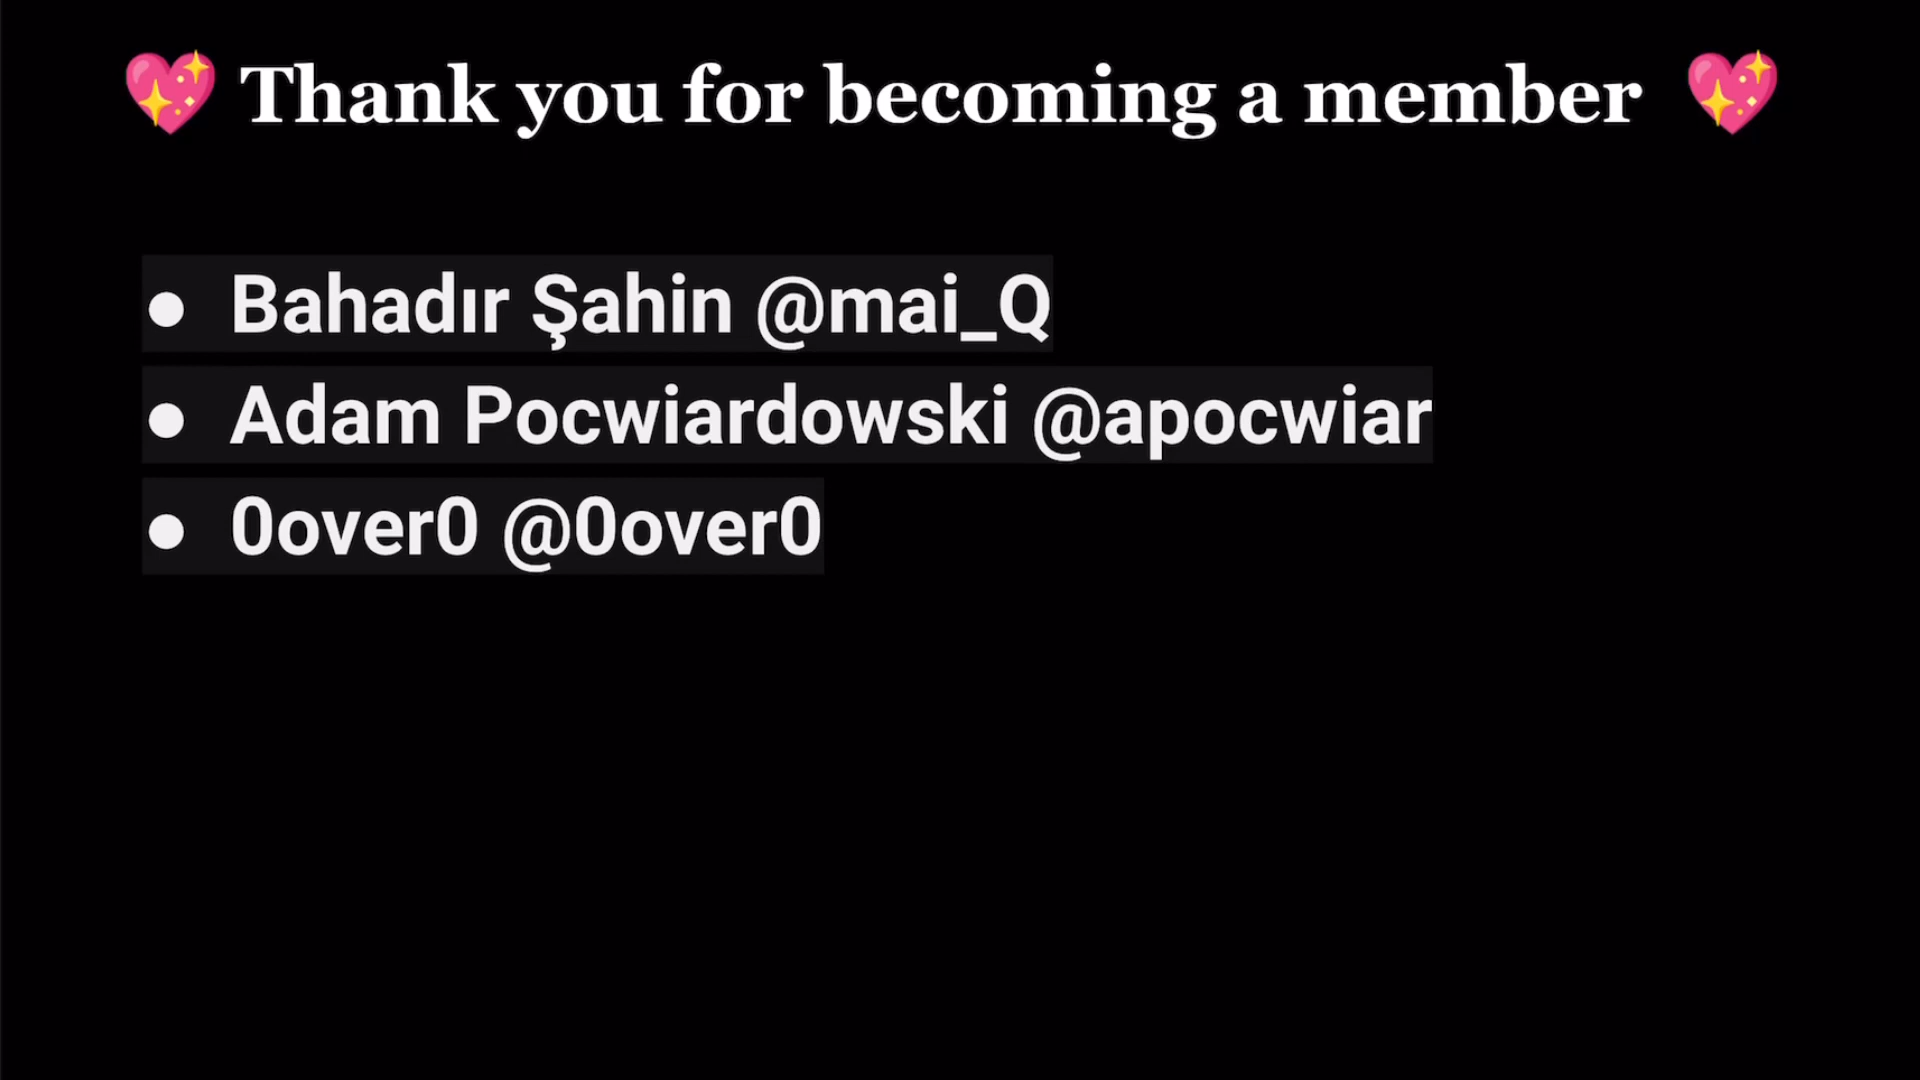 💖 Thank you for becoming a member 💖
● Bahadır Şahin @mai_Q
● Adam Pocwiardowski @apocwiar
● 0over0 @0over0